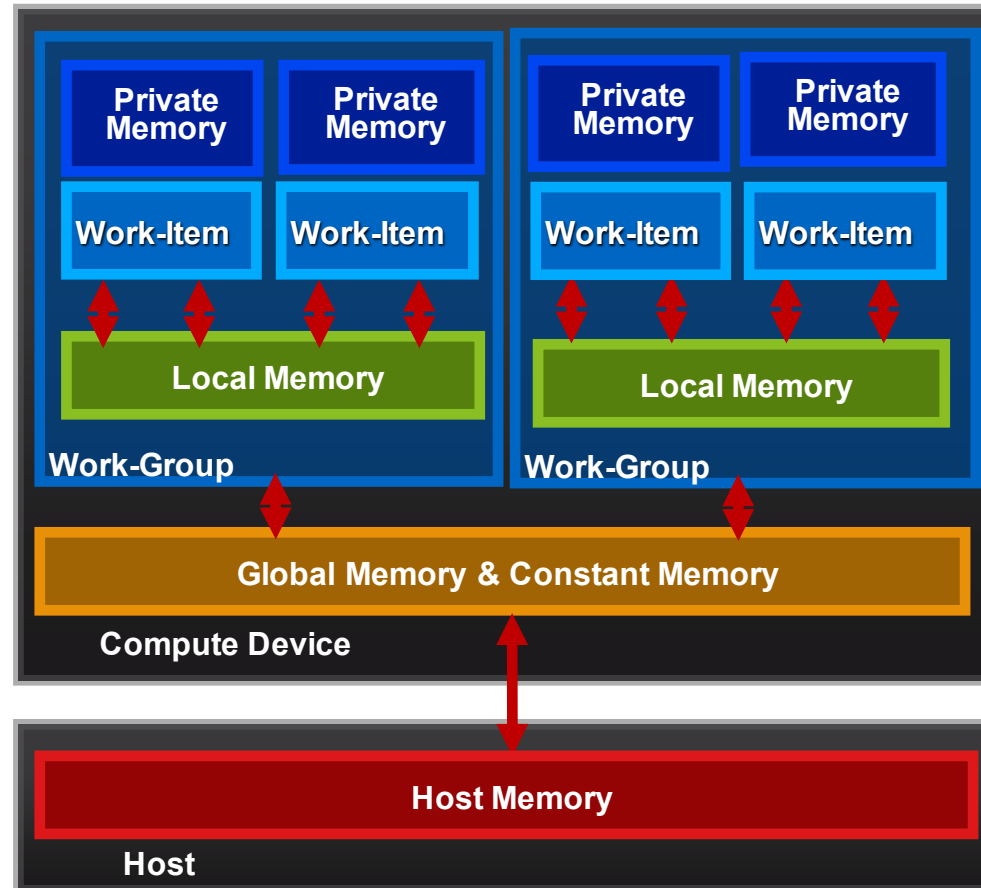 Private
Memory
Private
Memory
Private
Memory
Private
Memory
Work-Item
Work-Item
Work-Item
Work-Item
Local Memory
Local Memory
Work-Group
Work-Group
Global Memory & Constant Memory
Compute Device
Host Memory
Host